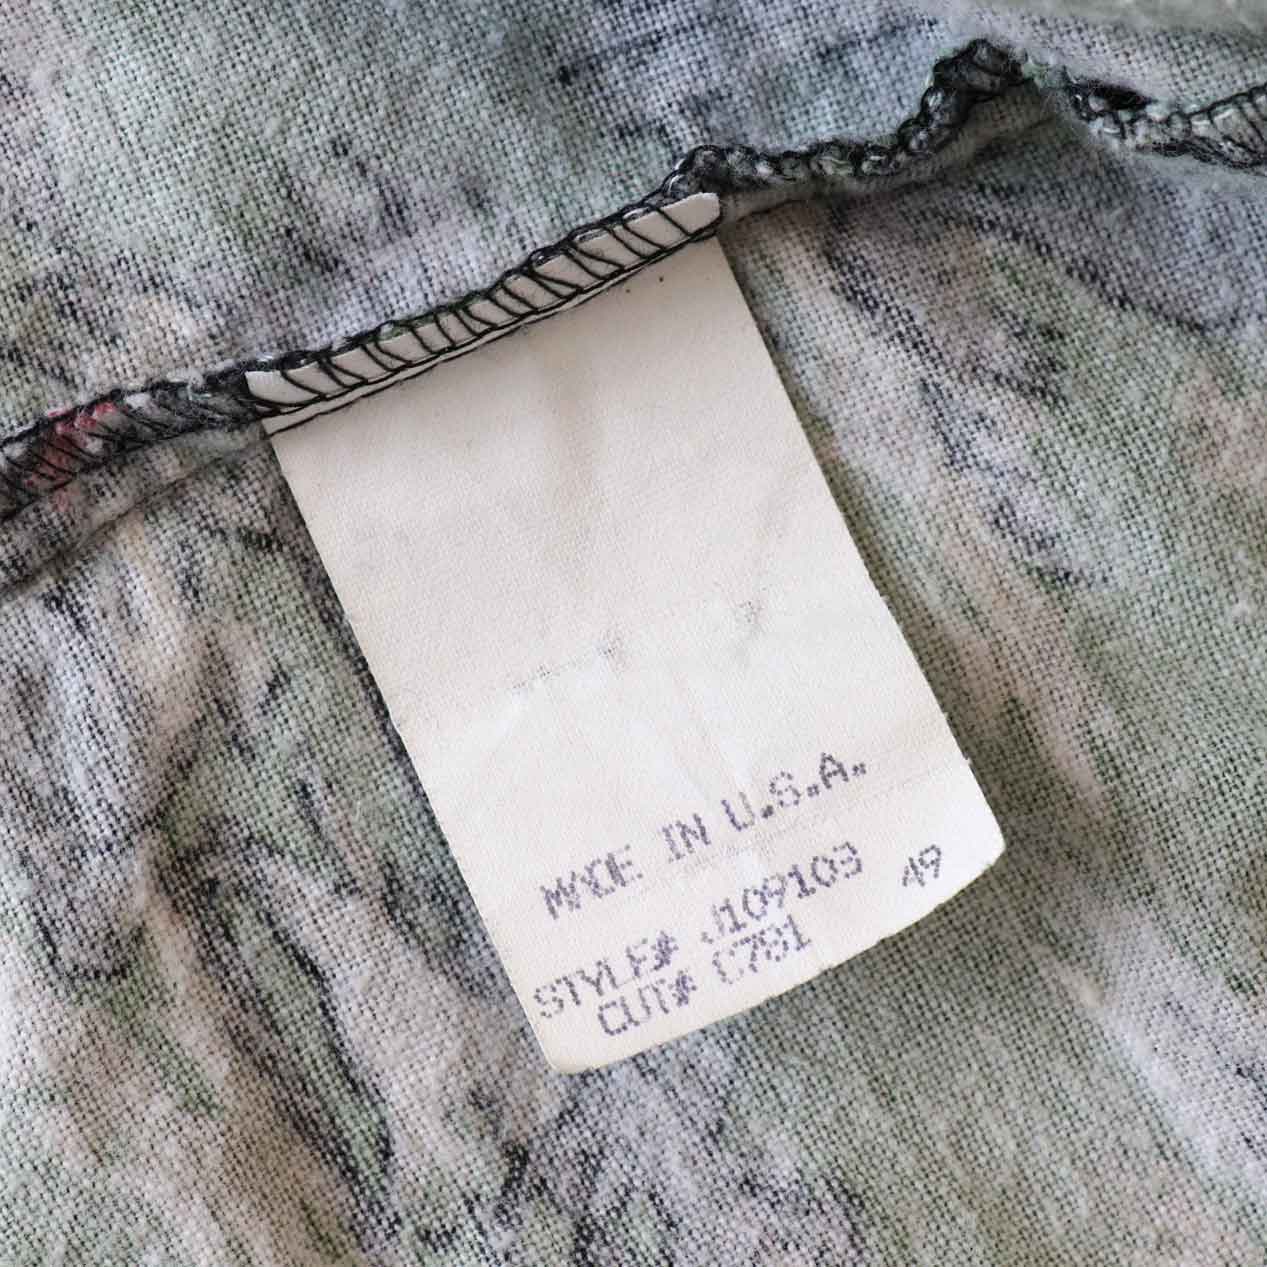 MADE IN U.S.A.
STYLE# J109103 49
CUT# C781